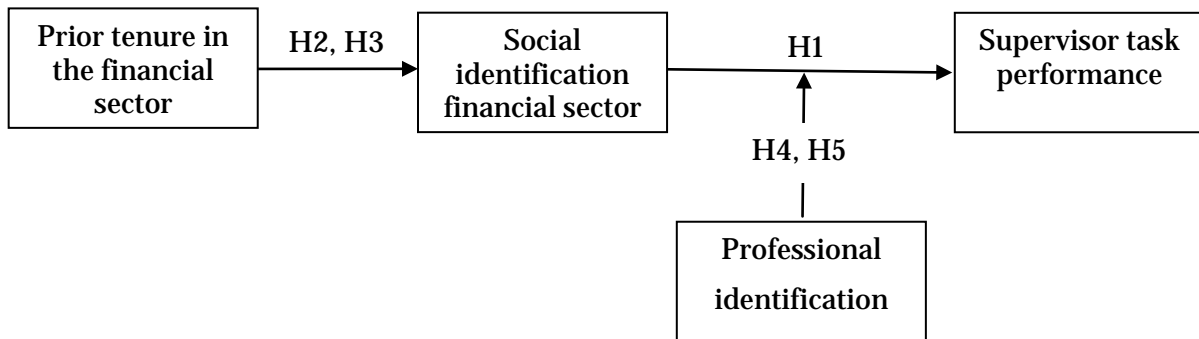 Prior tenure in
the financial
sector
H2, H3
Social
identification
financial sector
H1
Supervisor task
performance
H4, H5
Professional
identification